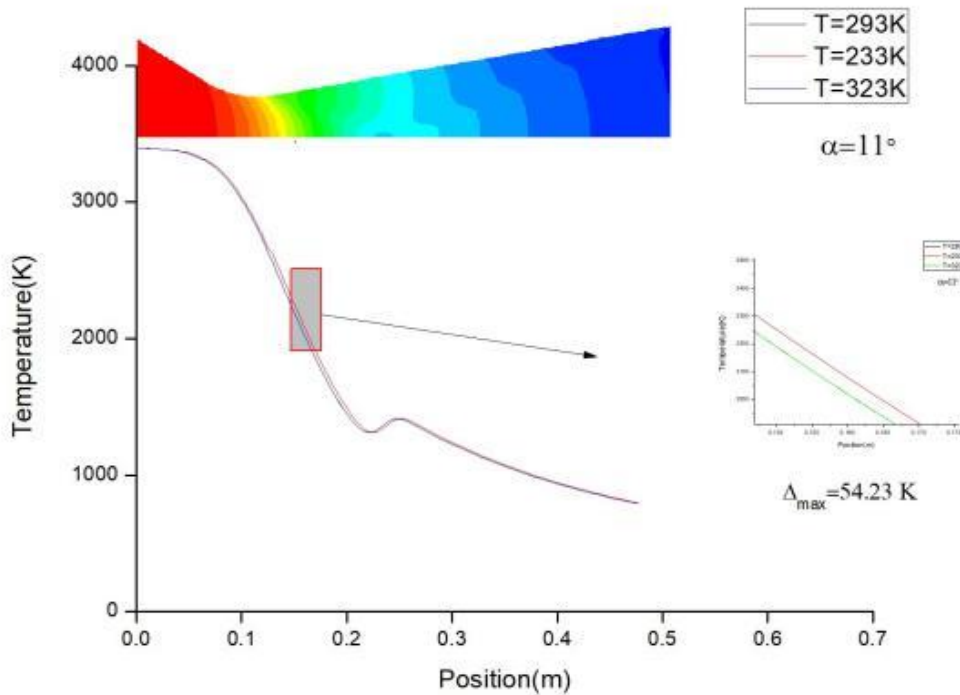 T=293K
T=233K
T=323K
α=11°
4000
3000
2000
1000
0
Temperature(K)
0.0 0.1 0.2 0.3 0.4 0.5 0.6 0.7
Position(m)
Position(m)
Δmax=54.23 K